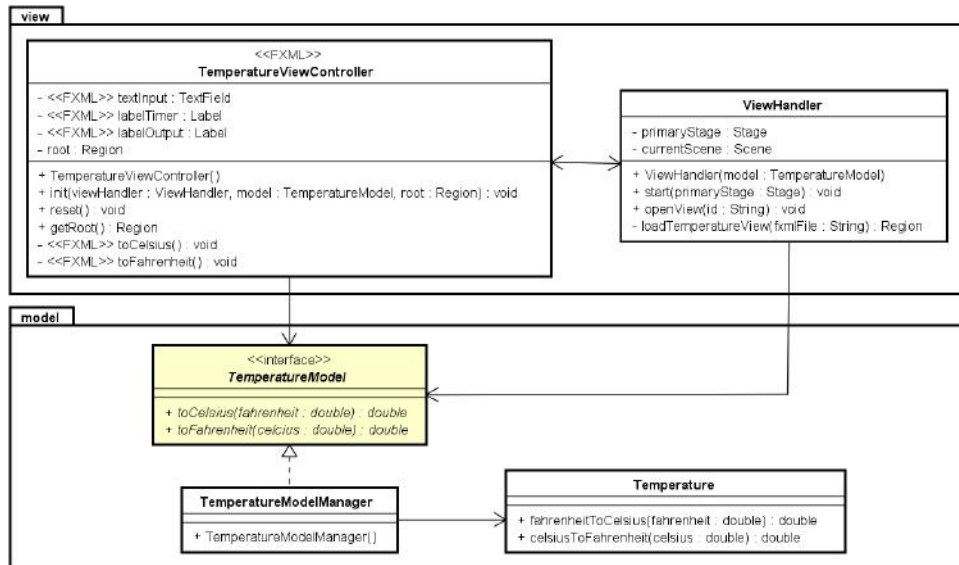 view
<<FXML>>
TemperatureViewController
- <<FXML>> textInput : TextField
- <<FXML>> labelTimer : Label
- <<FXML>> labelOutput : Label
- root : Region
+ TemperatureViewController()
+ init(viewHandler : ViewHandler, model : TemperatureModel, root : Region) : void
+ reset() : void
+ getRoot() : Region
- <<FXML>> toCelsius() : void
- <<FXML>> toFahrenheit() : void
ViewHandler
- primaryStage : Stage
- currentScene : Scene
+ ViewHandler(model : TemperatureModel)
+ start(primaryStage : Stage) : void
+ openView(id : String) : void
- loadTemperatureView(fxmlFile : String) : Region
model
<<interface>>
TemperatureModel
+ toCelsius(fahrenheit : double) : double
+ toFahrenheit(celcius : double) : double
TemperatureModelManager
+ TemperatureModelManager()
Temperature
+ fahrenheitToCelsius(fahrenheit : double) : double
+ celsiusToFahrenheit(celsius : double) : double